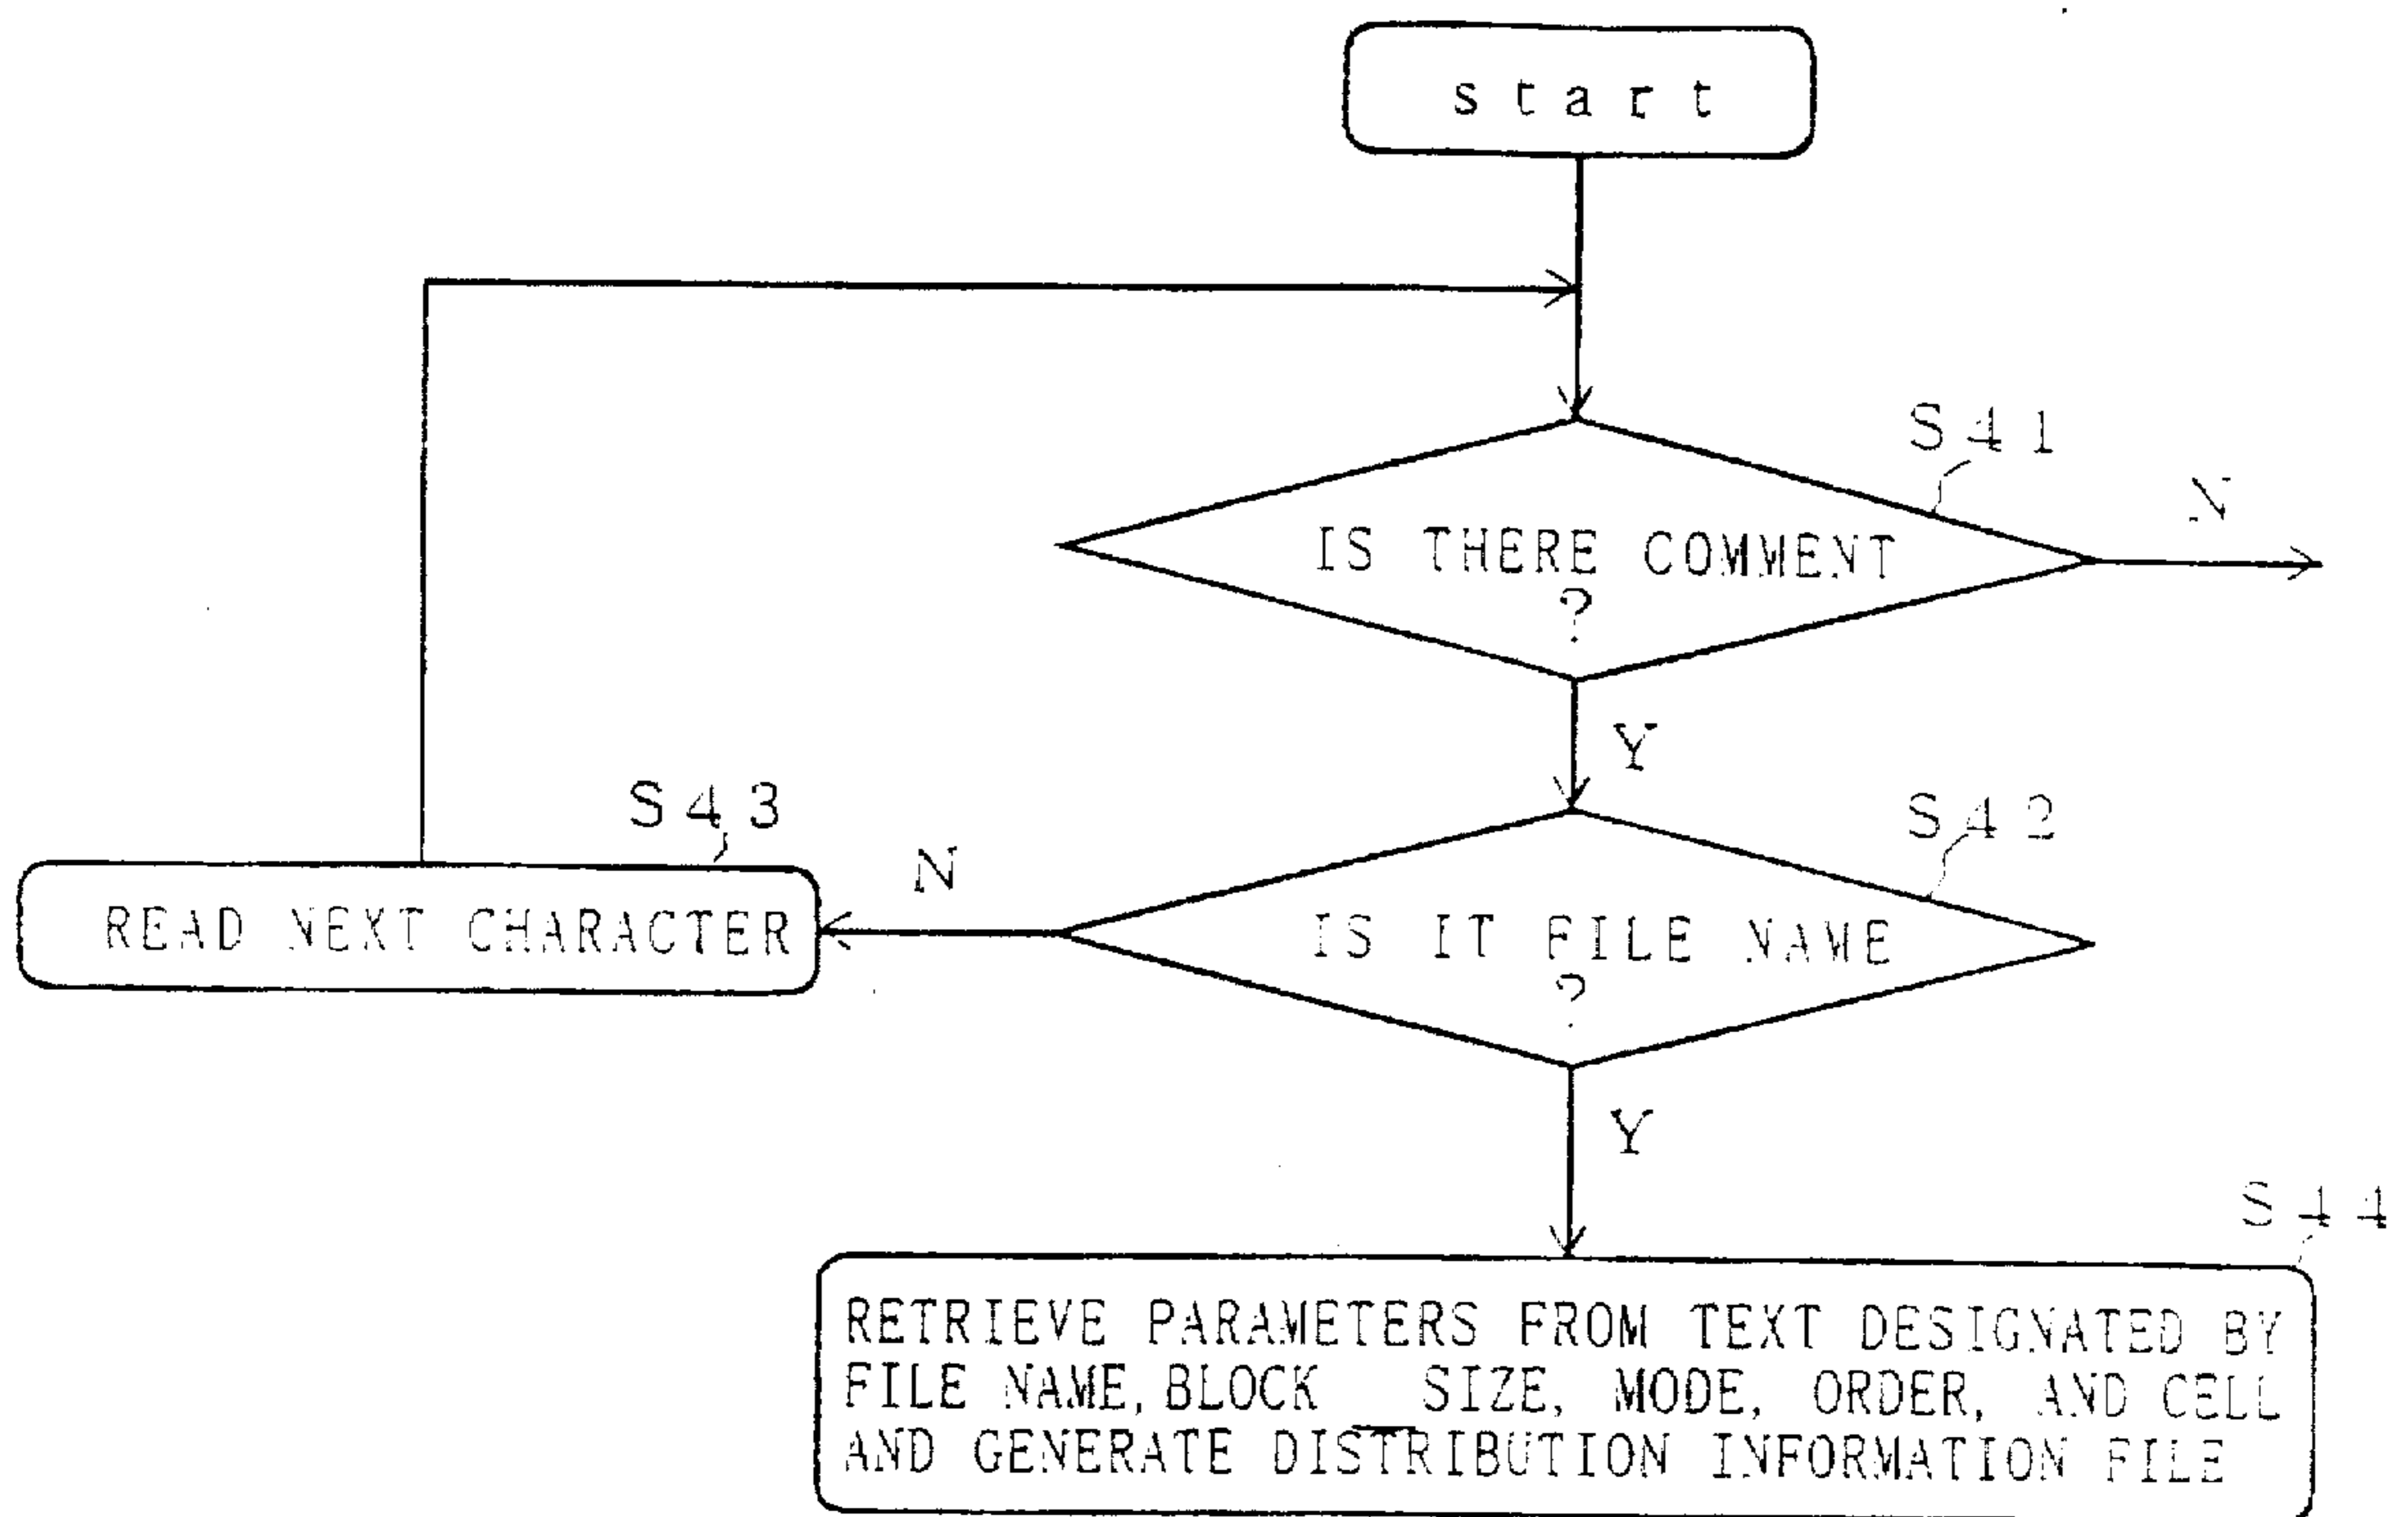 start
S41
N
IS THERE COMMENT
?
Y
S43
S42
N
READ NEXT CHARACTER
IS IT FILE NAME
?
Y
S44
RETRIEVE PARAMETERS FROM TEXT DESIGNATED BY
FILE NAME, BLOCK _ SIZE, MODE, ORDER, AND CELL
AND GENERATE DISTRIBUTION INFORMATION FILE